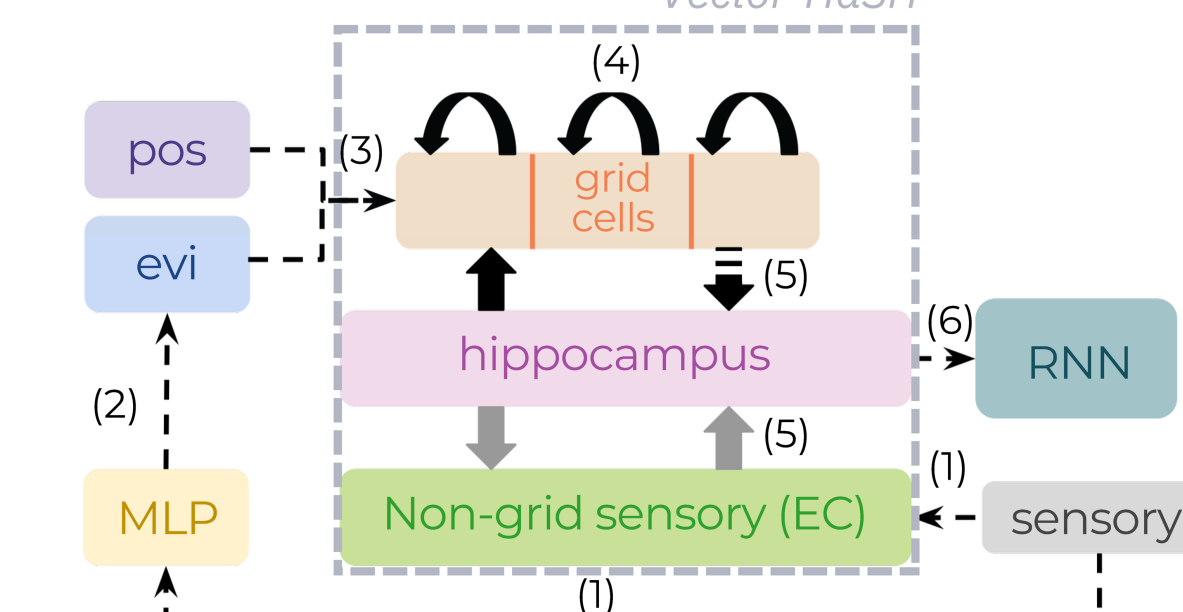 (4)
pos
(3)
grid
cells
evi
(5)
hippocampus
(6)
RNN
(2)
(5)
(1)
MLP
Non-grid sensory (EC)
sensory
(1)